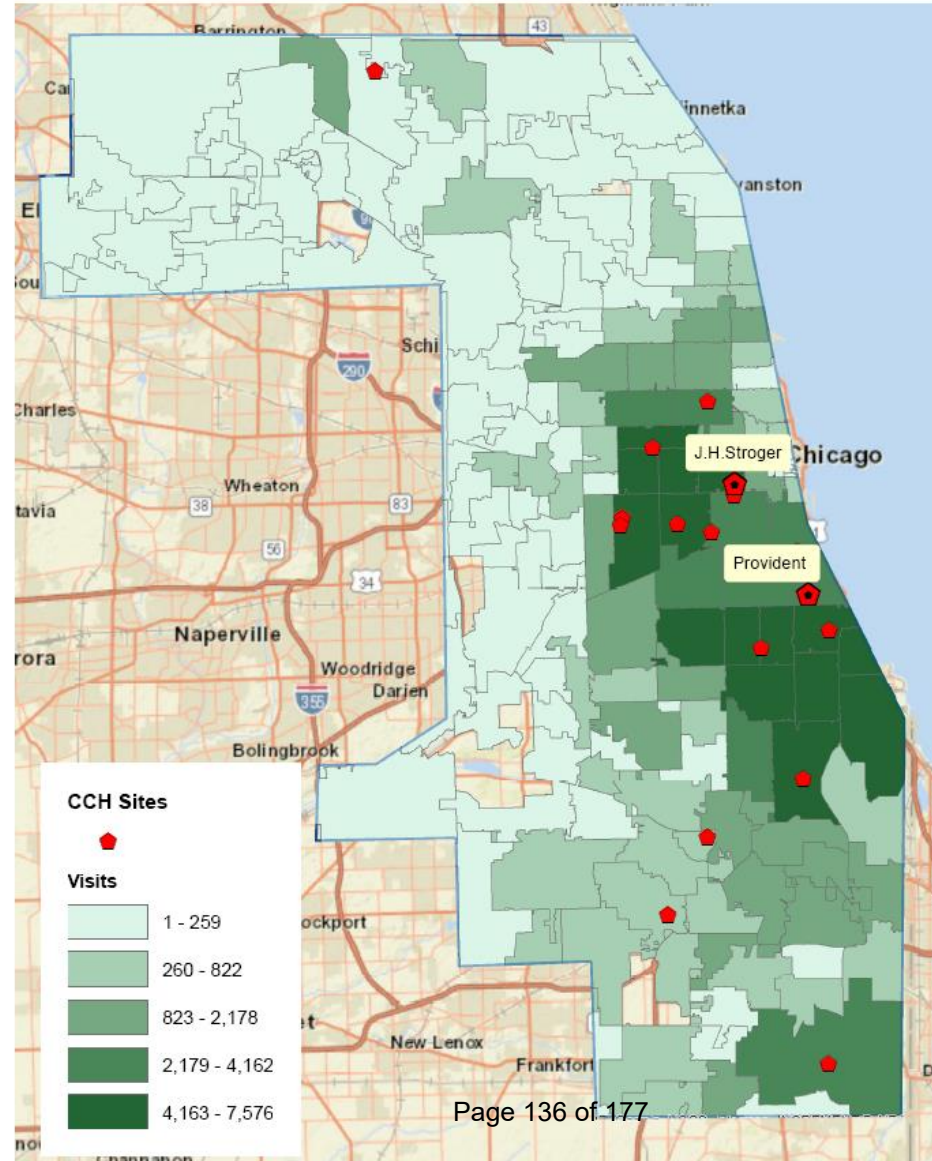 Barrington
43
innetka
vanston
Schi
290
Charles
J.H.Stroger
Chicago
Wheaton
38
83
tavia
56
34
Provident
Naperville
rora
Woodridge
Darien
355
Bolingbrook
CCH Sites
Visits
1 - 259
260 - 822
823 - 2,178
2,179 - 4,162
4,163 - 7,576
ockport
New Lenox
Frankfort
Page 136 of 177